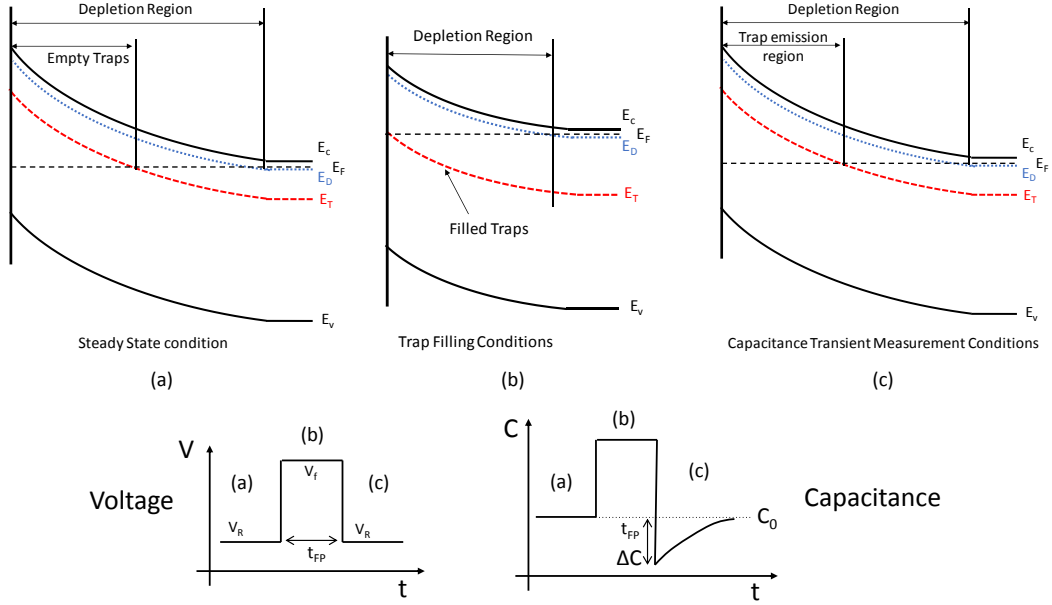 Depletion Region
Empty Traps
E_c
E_F
E_D
E_T
E_v
Steady State condition
(a)
Depletion Region
E_c
E_F
E_D
E_T
Filled Traps
E_v
Trap Filling Conditions
(b)
Depletion Region
Trap emission
region
E_c
E_F
E_D
E_T
E_v
Capacitance Transient Measurement Conditions
(c)
Voltage
V
(a)
(b)
(c)
V_R
V_f
V_R
t_FP
t
C
(a)
(b)
(c)
C_0
t_FP
ΔC
t
Capacitance